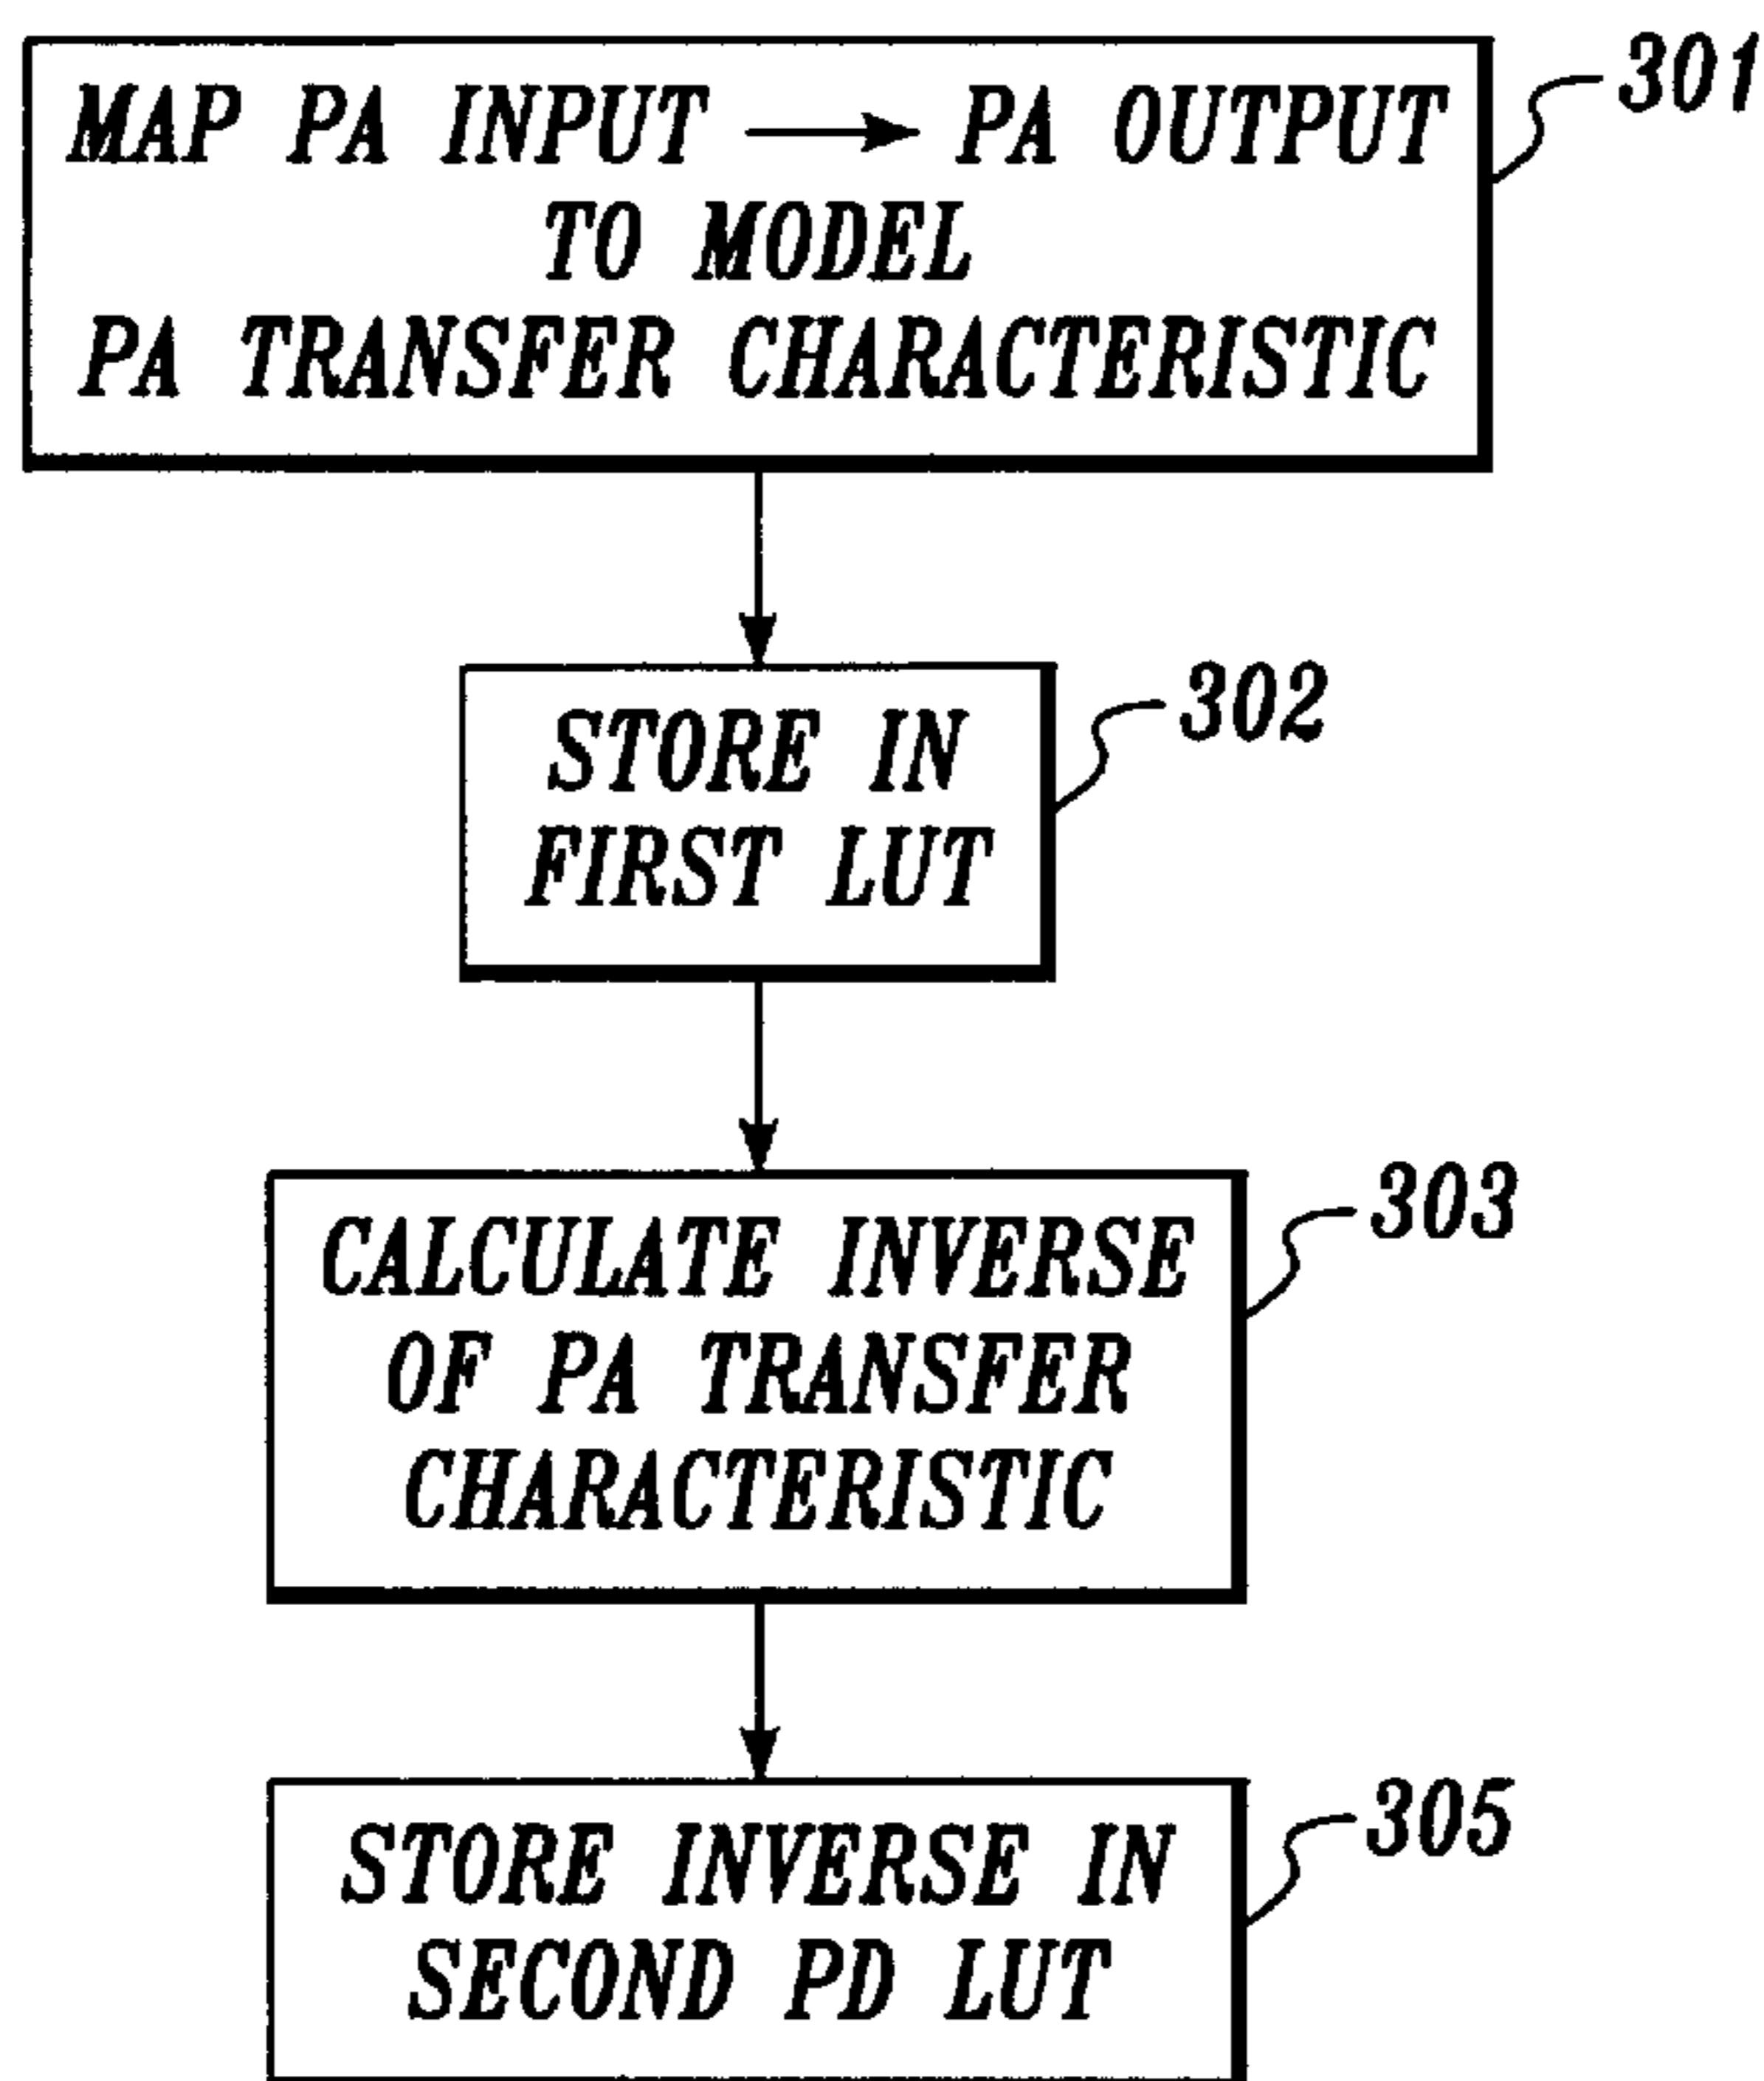 MAP PA INPUT → PA OUTPUT
TO MODEL
PA TRANSFER CHARACTERISTIC
301
STORE IN
FIRST LUT
302
CALCULATE INVERSE
OF PA TRANSFER
CHARACTERISTIC
303
STORE INVERSE IN
SECOND PD LUT
305